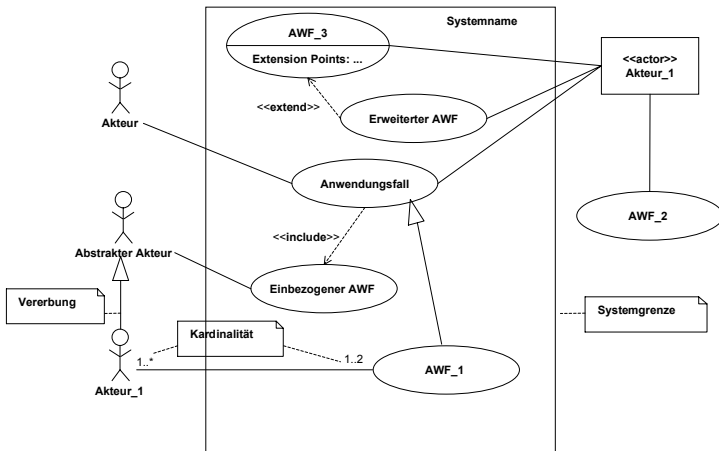 Systemname
AWF_3
Extension Points: ...
<<actor>>
Akteur_1
<<extend>>
Erweiterter AWF
Akteur
Anwendungsfall
AWF_2
<<include>>
Abstrakter Akteur
Einbezogener AWF
Vererbung
Kardinalität
Systemgrenze
1..*
1..2
AWF_1
Akteur_1